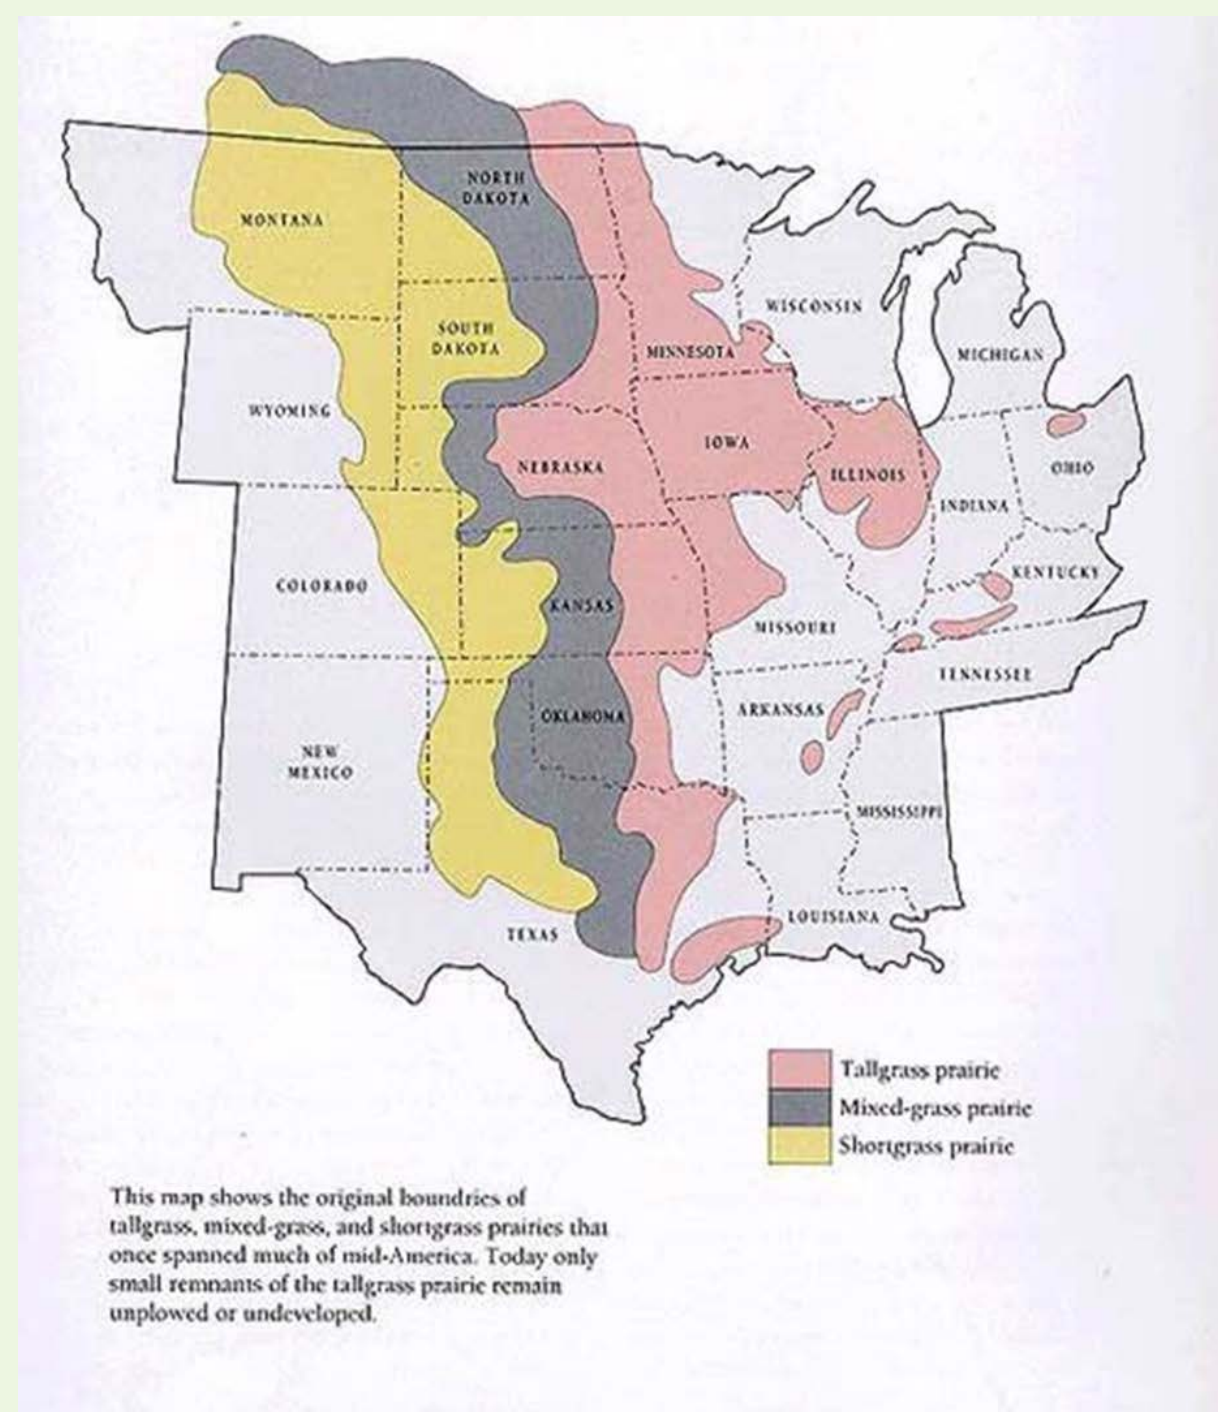 NORTH
DAKOTA
MONTANA
WISCONSIN
SOUTH
DAKOTA
MINNESOTA
MICHIGAN
WYOMING
IOWA
NEBRASKA
ILLINOIS
OHIO
INDIANA
COLORADO
KENTUCKY
KANSAS
MISSOURI
TENNESSEE
OKLAHOMA
ARKANSAS
NEW
MEXICO
MISSISSIPPI
LOUISIANA
TEXAS
Tallgrass prairie
Mixed-grass prairie
Shortgrass prairie
This map shows the original boundries of
tallgrass, mixed-grass, and shortgrass prairies that
once spanned much of mid-America. Today only
small remnants of the tallgrass prairie remain
unplowed or undeveloped.